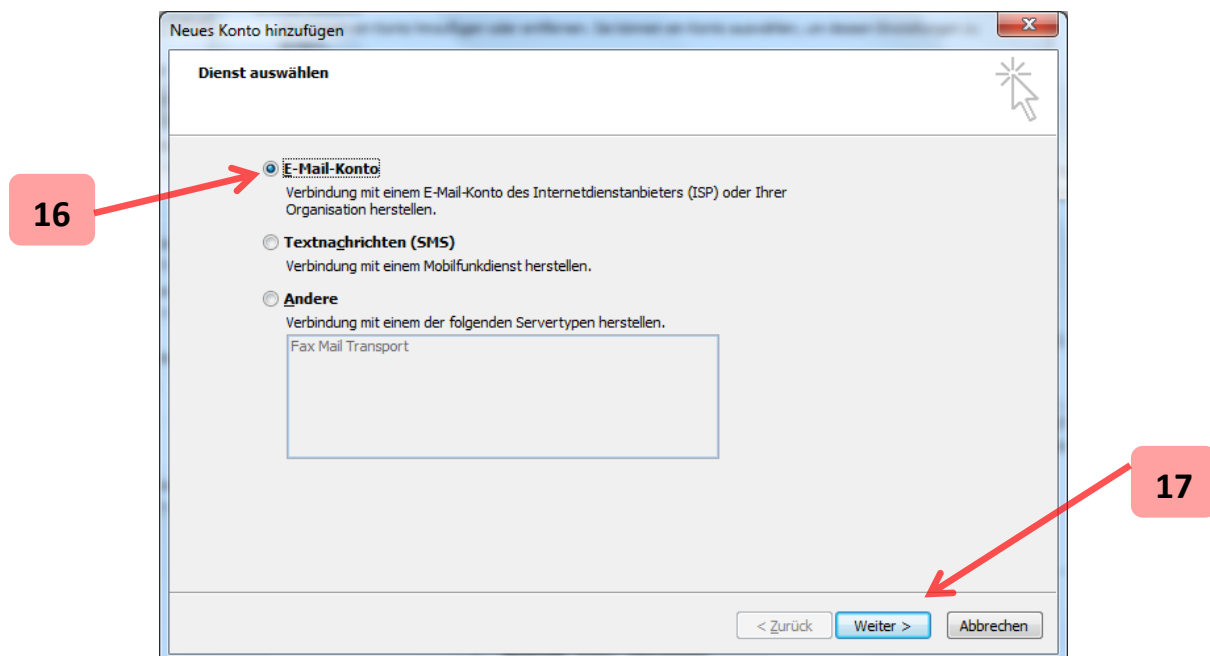 Neues Konto hinzufügen
Dienst auswählen
E-Mail-Konto
Verbindung mit einem E-Mail-Konto des Internetdienstanbieters (ISP) oder Ihrer
Organisation herstellen.
16
Textnachrichten (SMS)
Verbindung mit einem Mobilfunkdienst herstellen.
Andere
Verbindung mit einem der folgenden Servertypen herstellen.
Fax Mail Transport
17
< Zurück
Weiter >
Abbrechen